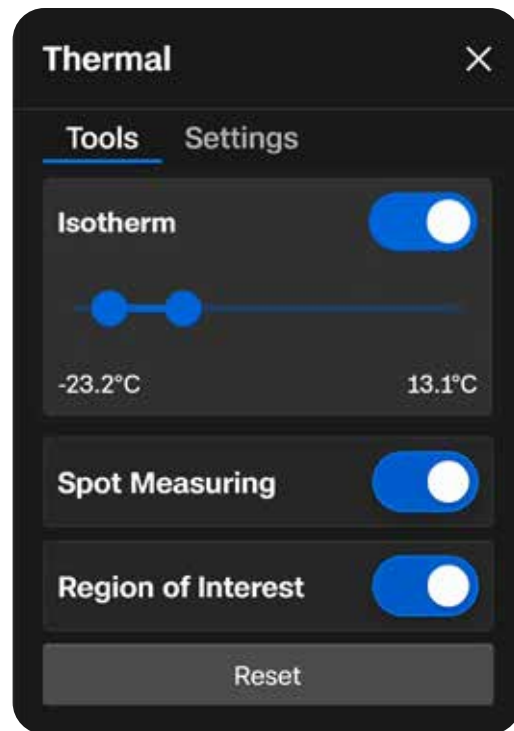 Thermal
Tools Settings
Isotherm
-23.2°C 13.1°C
Spot Measuring
Region of Interest
Reset